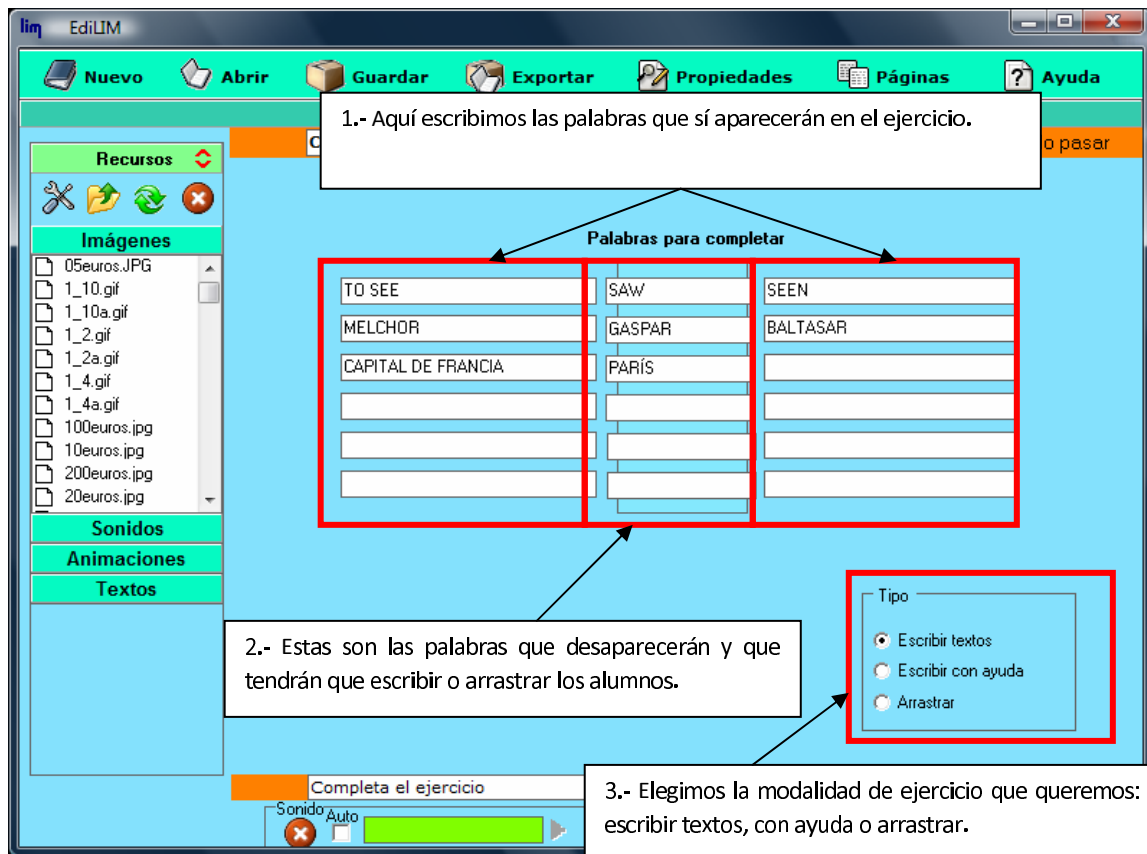 lim EdiLIM
Nuevo Abrir Guardar Exportar Propiedades Páginas Ayuda
1.- Aquí escribimos las palabras que sí aparecerán en el ejercicio.
o pasar
Recursos
Imágenes
05euros.JPG
1_10.gif
1_10a.gif
1_2.gif
1_2a.gif
1_4.gif
1_4a.gif
100euros.jpg
10euros.jpg
200euros.jpg
20euros.jpg
Sonidos
Animaciones
Textos
Palabras para completar
TO SEE SAW SEEN
MELCHOR GASPAR BALTASAR
CAPITAL DE FRANCIA PARÍS
2.- Estas son las palabras que desaparecerán y que
tendrán que escribir o arrastrar los alumnos.
Tipo
Escribir textos
Escribir con ayuda
Arrastrar
Completa el ejercicio
Sonido Auto
3.- Elegimos la modalidad de ejercicio que queremos:
escribir textos, con ayuda o arrastrar.